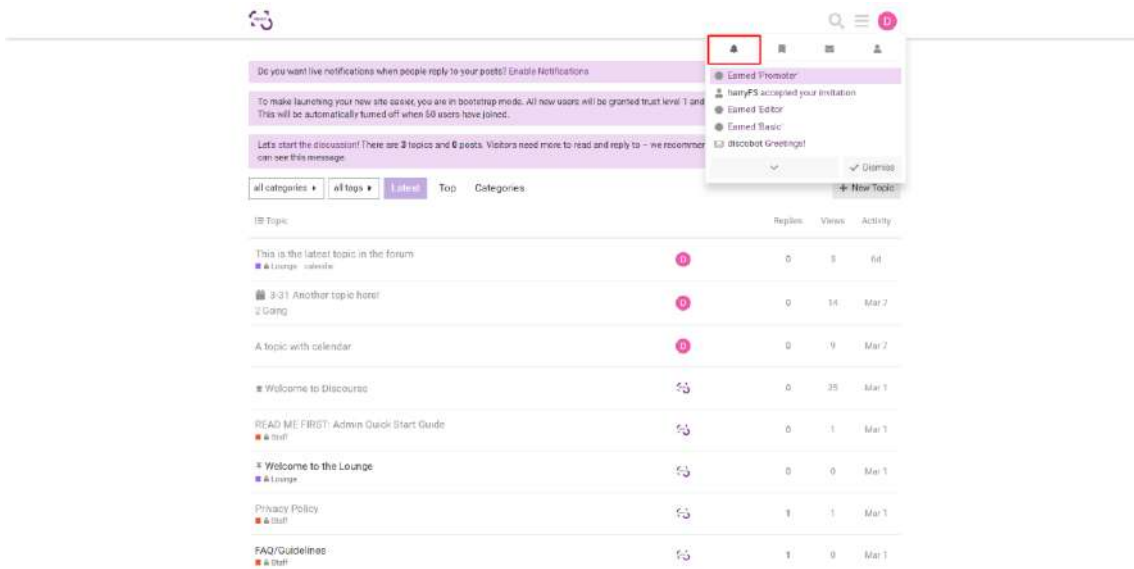 D
Do you want live notifications when people reply to your posts? Enable Notifications
Earned 'Promoter'
harryFS accepted your invitation
Earned 'Editor'
Earned 'Basic'
discobot Greetings!
Dismiss
To make launching your new site easier, you are in bootstrap mode. All new users will be granted trust level 1 and
This will be automatically turned off when 50 users have joined.
Let's start the discussion! There are 3 topics and 0 posts. Visitors need more to read and reply to – we recommen
can see this message.
all categories
all tags
Latest
Top
Categories
+ New Topic
Topic
Replies
Views
Activity
This is the latest topic in the forum
Lounge calendar
D
0
6d
3-31 Another topic here!
2 Going
D
0
14
Mar 7
A topic with calendar
D
0
9
Mar 7
Welcome to Discourse
0
Mar 1
READ ME FIRST: Admin Quick Start Guide
Staff
0
1
Mar 1
Welcome to the Lounge
Lounge
0
0
Mar 1
Privacy Policy
Staff
1
1
Mar 1
FAQ/Guidelines
Staff
1
0
Mar 1